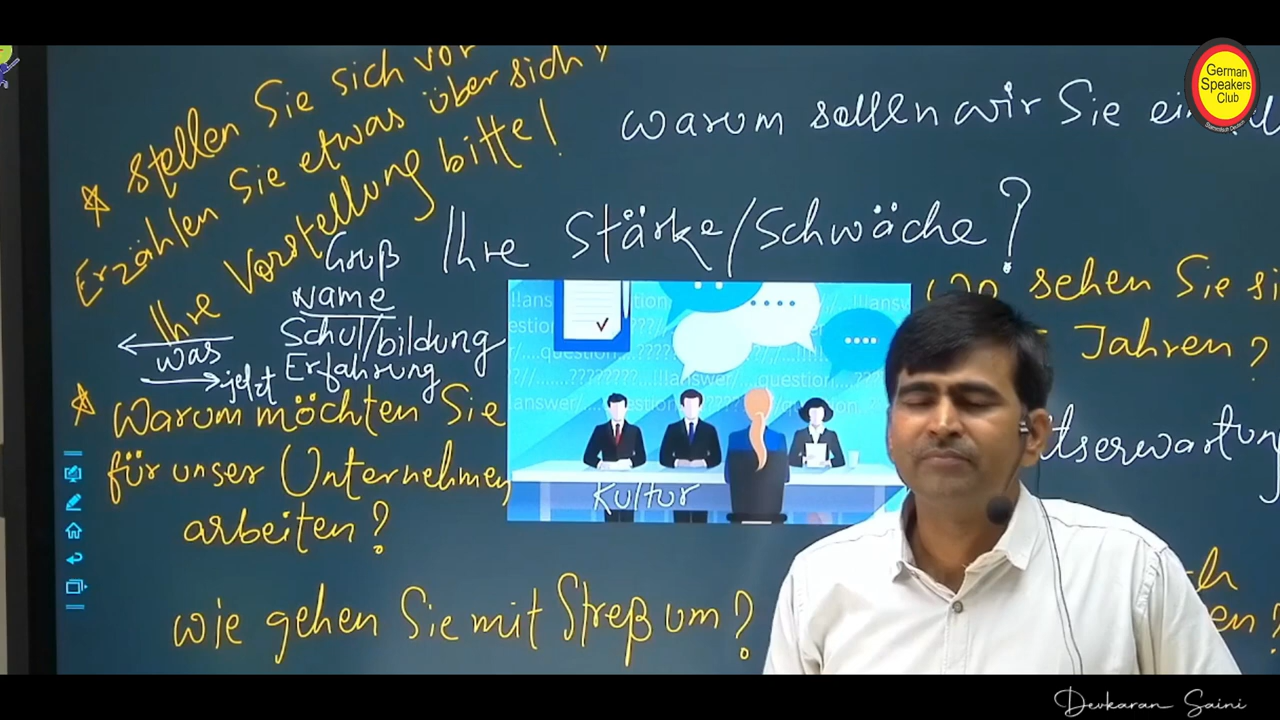 ★ Stellen Sie sich vor
Erzählen Sie etwas über sich,
Ihre Vorstellung bitte!
Gruß
Name
Schul/bildung
Erfahrung
was
jetzt
warum sollen wir Sie
Ihre Stärke/Schwäche?
Wo sehen Sie
Jahren?
★ Warum möchten Sie
für unser Unternehmen
arbeiten?
wie gehen Sie mit Streß um?
Kultur
German
Speakers
Club
Devkaran Saini